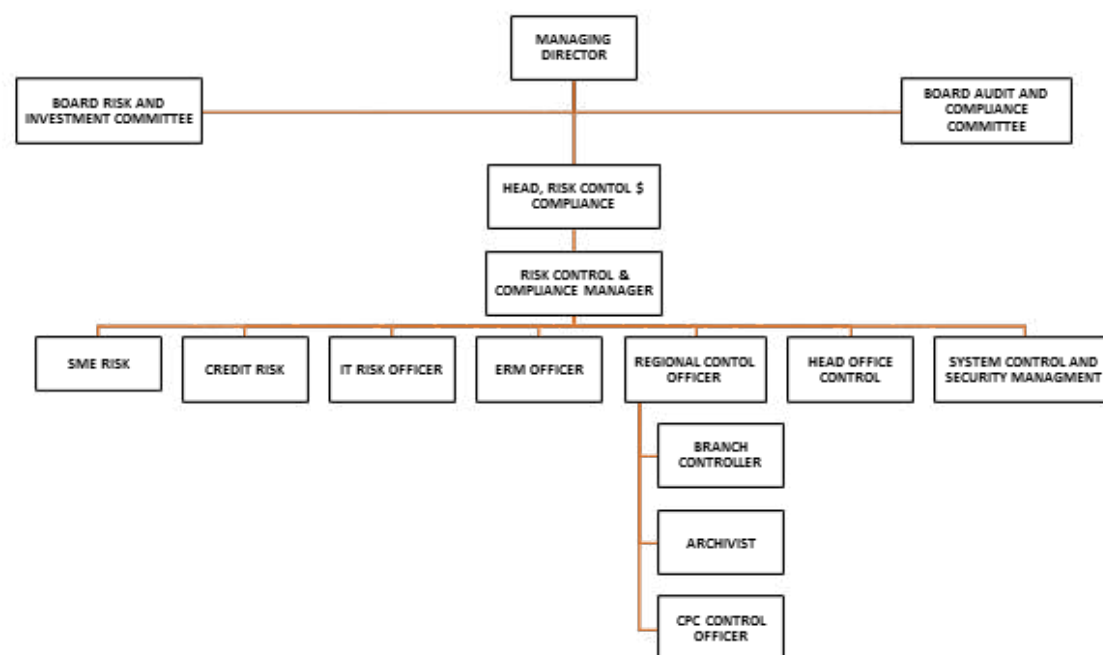 MANAGING
DIRECTOR
BOARD RISK AND
INVESTMENT COMMITTEE
BOARD AUDIT AND
COMPLIANCE
COMMITTEE
HEAD, RISK CONTOL $
COMPLIANCE
RISK CONTROL &
COMPLIANCE MANAGER
SME RISK
CREDIT RISK
IT RISK OFFICER
ERM OFFICER
REGIONAL CONTOL
OFFICER
HEAD OFFICE
CONTROL
SYSTEM CONTROL AND
SECURITY MANAGMENT
BRANCH
CONTROLLER
ARCHIVIST
CPC CONTROL
OFFICER